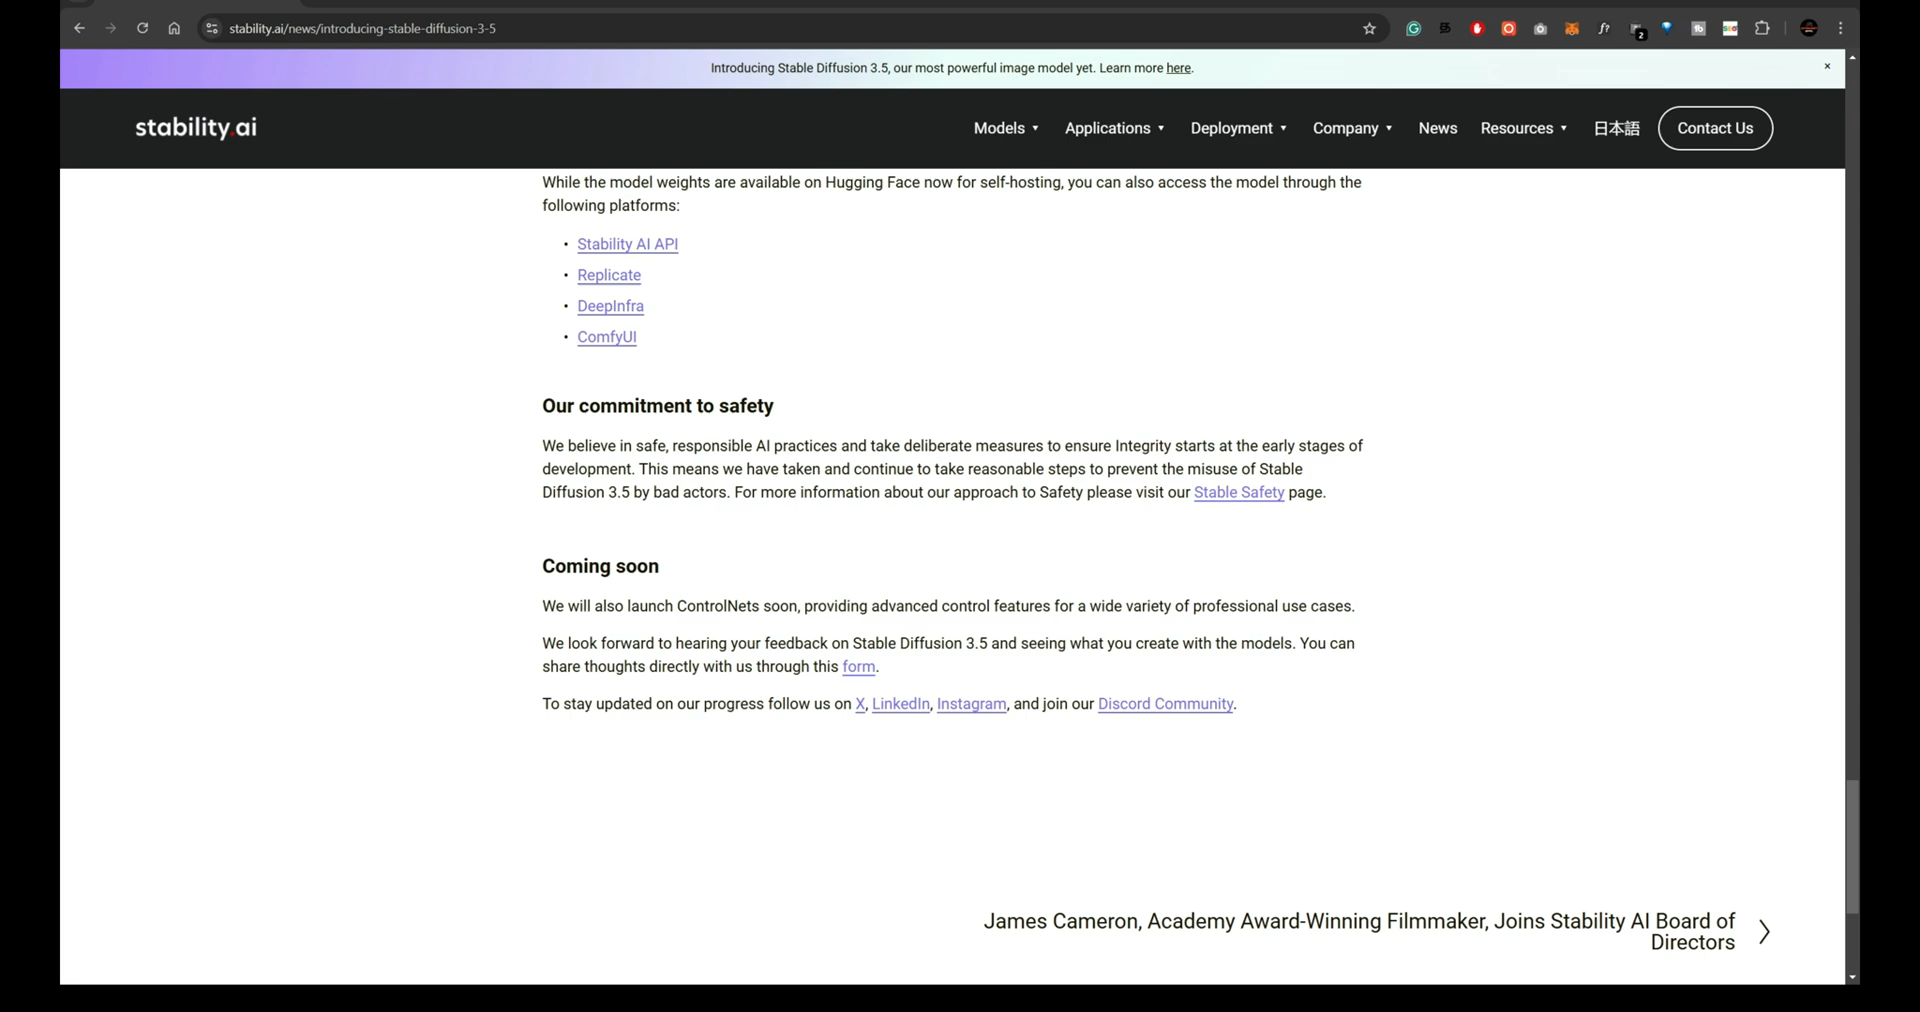 stability.ai/news/introducing-stable-diffusion-3-5
2
Introducing Stable Diffusion 3.5, our most powerful image model yet. Learn more here.
×
stability.ai
Models ▼ Applications ▼ Deployment ▼ Company ▼ News Resources ▼ 日本語 Contact Us
While the model weights are available on Hugging Face now for self-hosting, you can also access the model through the
following platforms:
• Stability AI API
• Replicate
• DeepInfra
• ComfyUI
Our commitment to safety
We believe in safe, responsible AI practices and take deliberate measures to ensure Integrity starts at the early stages of
development. This means we have taken and continue to take reasonable steps to prevent the misuse of Stable
Diffusion 3.5 by bad actors. For more information about our approach to Safety please visit our Stable Safety page.
Coming soon
We will also launch ControlNets soon, providing advanced control features for a wide variety of professional use cases.
We look forward to hearing your feedback on Stable Diffusion 3.5 and seeing what you create with the models. You can
share thoughts directly with us through this form.
To stay updated on our progress follow us on X, LinkedIn, Instagram, and join our Discord Community.
James Cameron, Academy Award-Winning Filmmaker, Joins Stability AI Board of
Directors